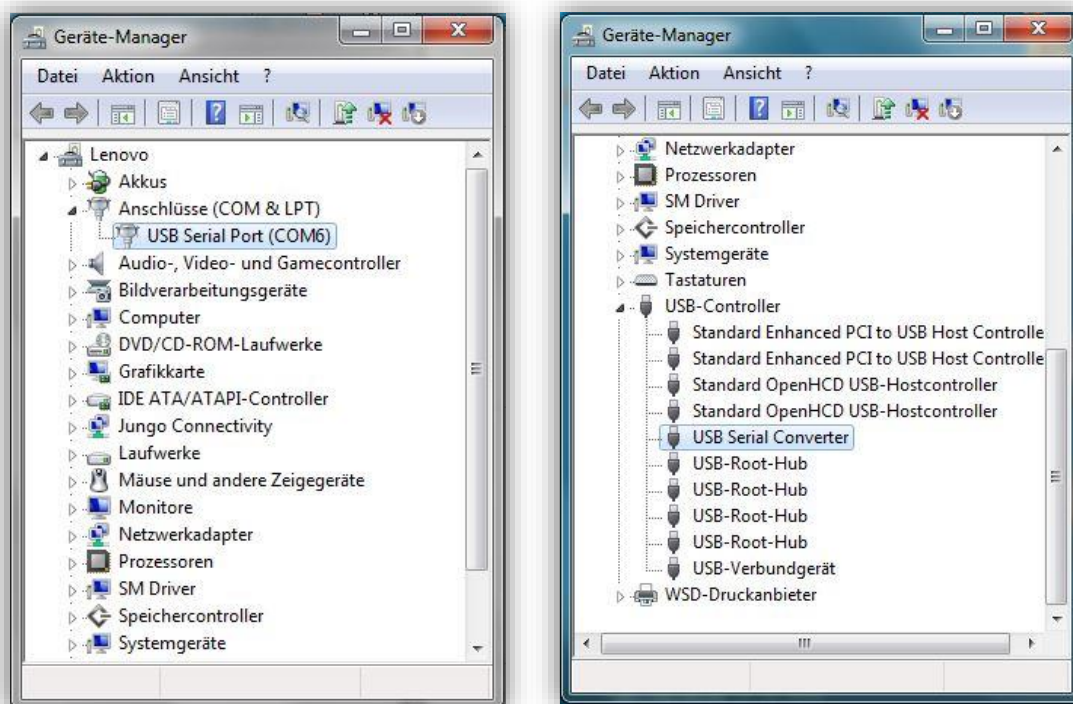 Geräte-Manager
Datei Aktion Ansicht ?
Lenovo
Akkus
Anschlüsse (COM & LPT)
USB Serial Port (COM6)
Audio-, Video- und Gamecontroller
Bildverarbeitungsgeräte
Computer
DVD/CD-ROM-Laufwerke
Grafikkarte
IDE ATA/ATAPI-Controller
Jungo Connectivity
Laufwerke
Mäuse und andere Zeigegeräte
Monitore
Netzwerkadapter
Prozessoren
SM Driver
Speichercontroller
Systemgeräte
Geräte-Manager
Datei Aktion Ansicht ?
Netzwerkadapter
Prozessoren
SM Driver
Speichercontroller
Systemgeräte
Tastaturen
USB-Controller
Standard Enhanced PCI to USB Host Controlle
Standard Enhanced PCI to USB Host Controlle
Standard OpenHCD USB-Hostcontroller
Standard OpenHCD USB-Hostcontroller
USB Serial Converter
USB-Root-Hub
USB-Root-Hub
USB-Root-Hub
USB-Root-Hub
USB-Verbundgerät
WSD-Druckanbieter